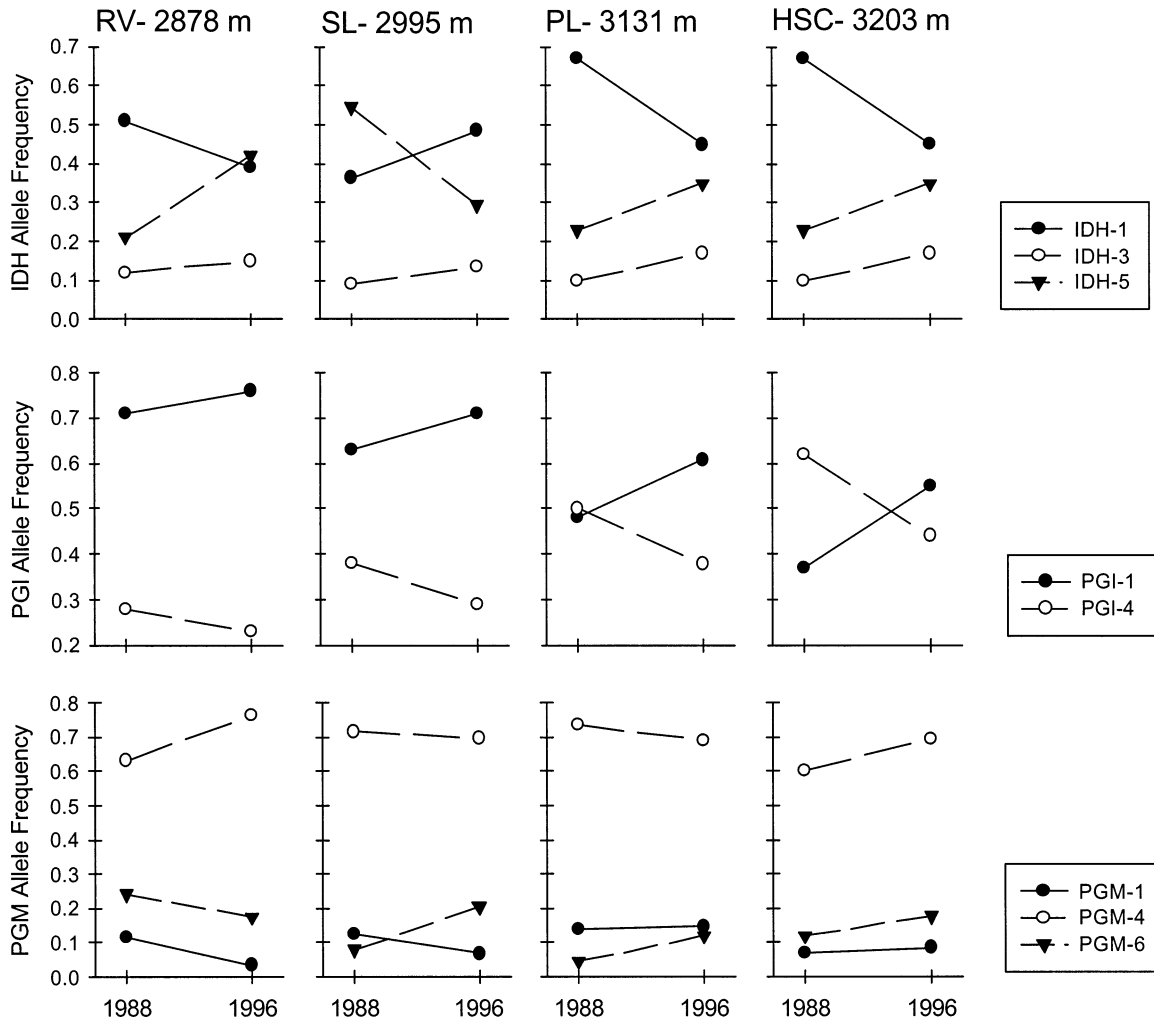 RV- 2878 m
SL- 2995 m
PL- 3131 m
HSC- 3203 m
IDH Allele Frequency
0.7
0.6
0.5
0.4
0.3
0.2
0.1
0.0
IDH-1
IDH-3
IDH-5
PGI Allele Frequency
0.8
0.7
0.6
0.5
0.4
0.3
0.2
PGI-1
PGI-4
PGM Allele Frequency
0.8
0.7
0.6
0.5
0.4
0.3
0.2
0.1
0.0
PGM-1
PGM-4
PGM-6
1988 1996 1988 1996 1988 1996 1988 1996